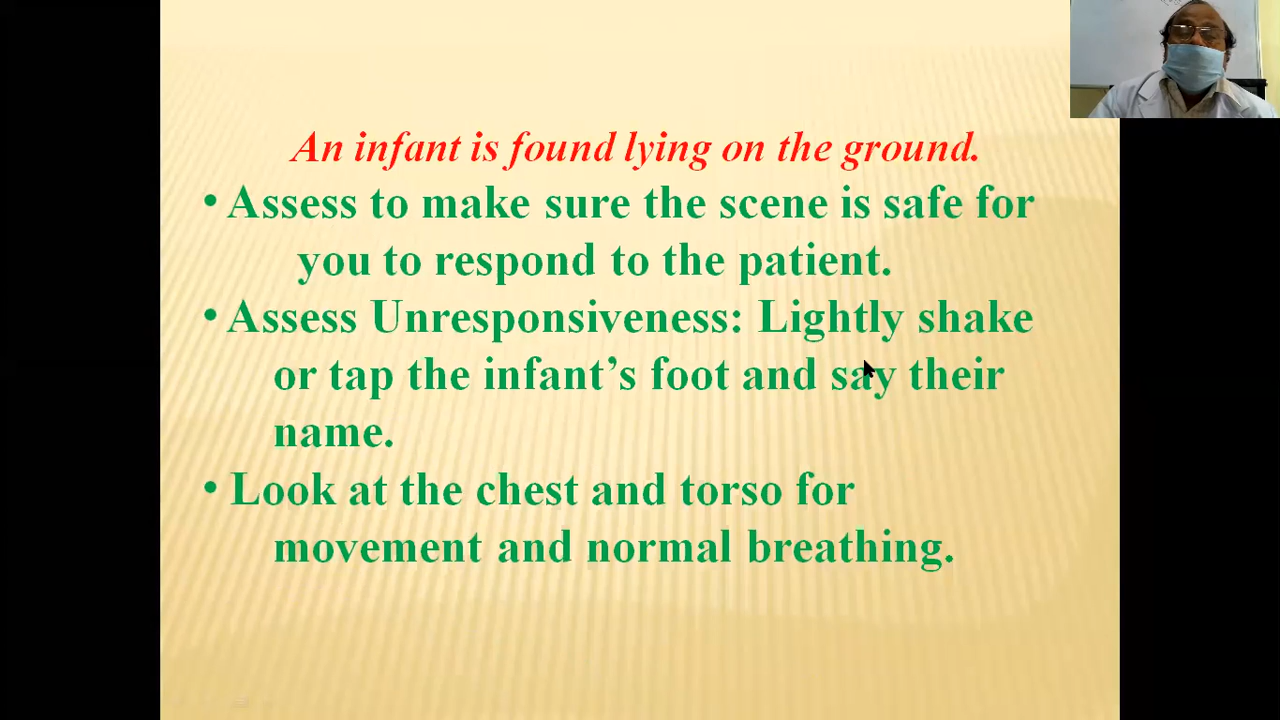 An infant is found lying on the ground.
• Assess to make sure the scene is safe for
you to respond to the patient.
• Assess Unresponsiveness: Lightly shake
or tap the infant’s foot and say their
name.
• Look at the chest and torso for
movement and normal breathing.